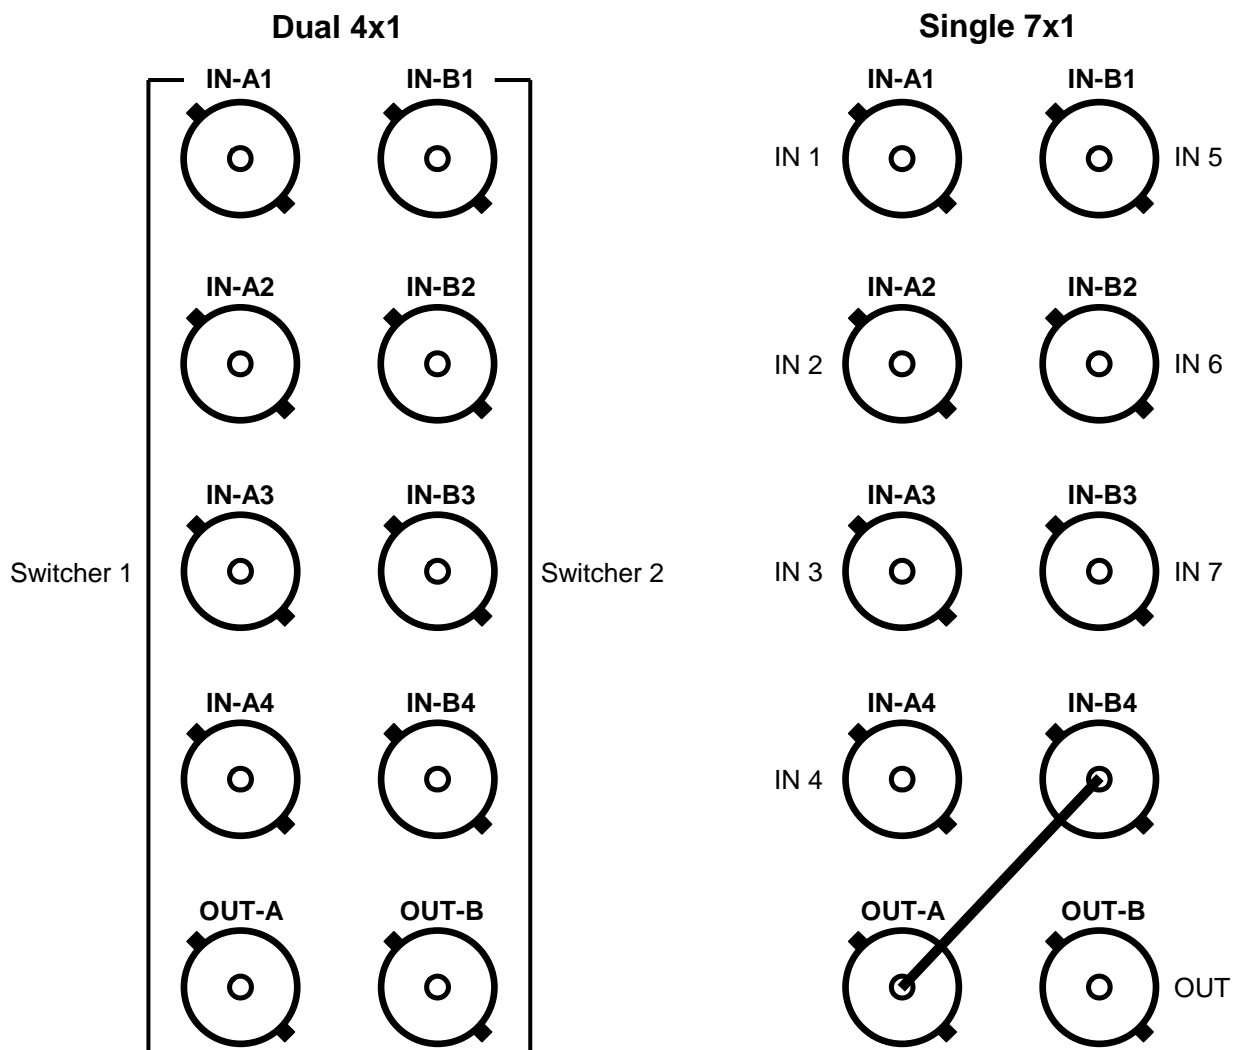 Dual 4x1
IN-A1 IN-B1
IN-A2 IN-B2
IN-A3 IN-B3
Switcher 1 Switcher 2
IN-A4 IN-B4
OUT-A OUT-B
Single 7x1
IN-A1 IN-B1
IN 1 IN 5
IN-A2 IN-B2
IN 2 IN 6
IN-A3 IN-B3
IN 3 IN 7
IN-A4 IN-B4
IN 4
OUT-A OUT-B
OUT